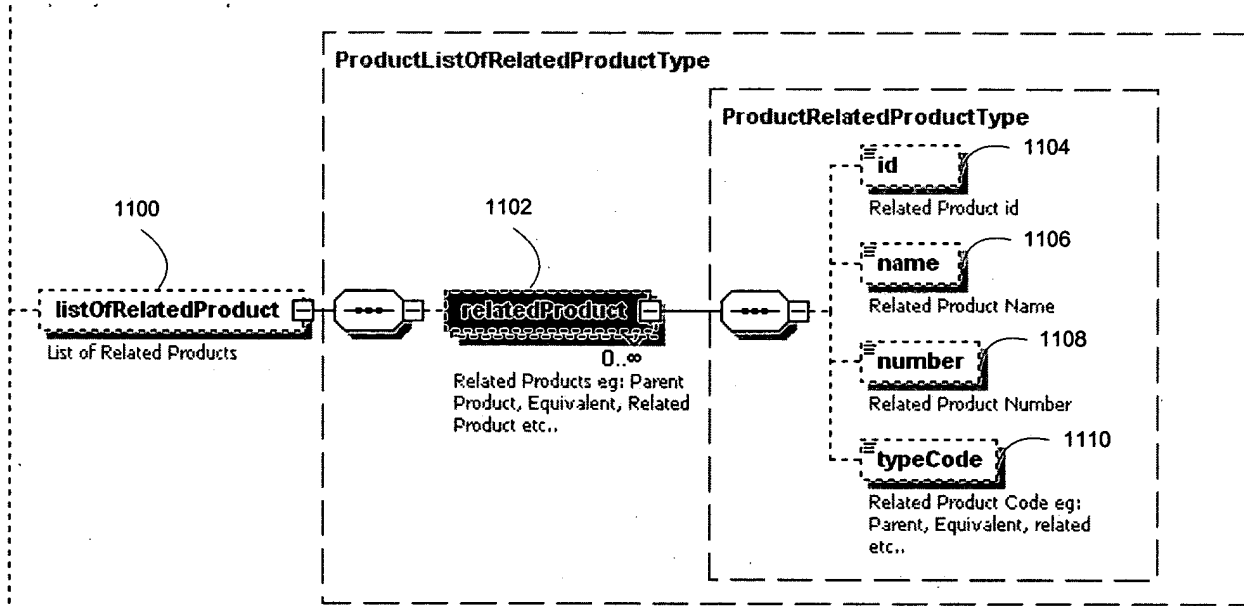 ProductListOfRelatedProductType
ProductRelatedProductType
1104
id
Related Product id
1100
1102
1106
name
Related Product Name
listOfRelatedProduct
List of Related Products
relatedProduct
0..∞
Related Products eg: Parent
Product, Equivalent, Related
Product etc..
1108
number
Related Product Number
1110
typeCode
Related Product Code eg:
Parent, Equivalent, related
etc..